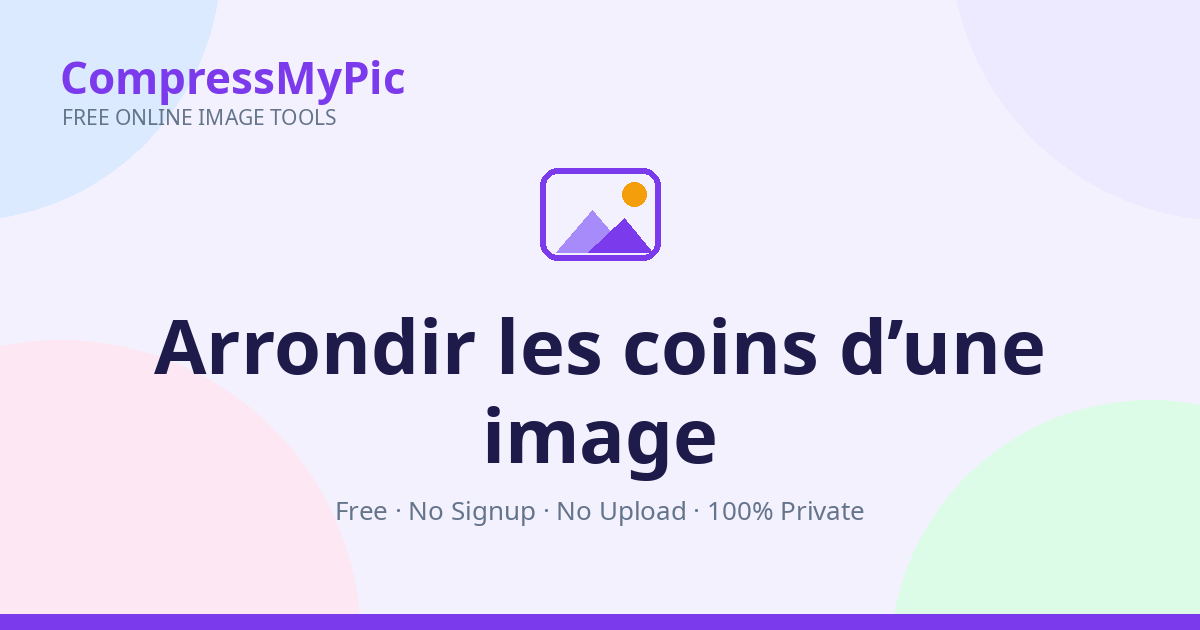 CompressMyPic
FREE ONLINE IMAGE TOOLS
Arrondir les coins d’une
image
Free · No Signup · No Upload · 100% Private